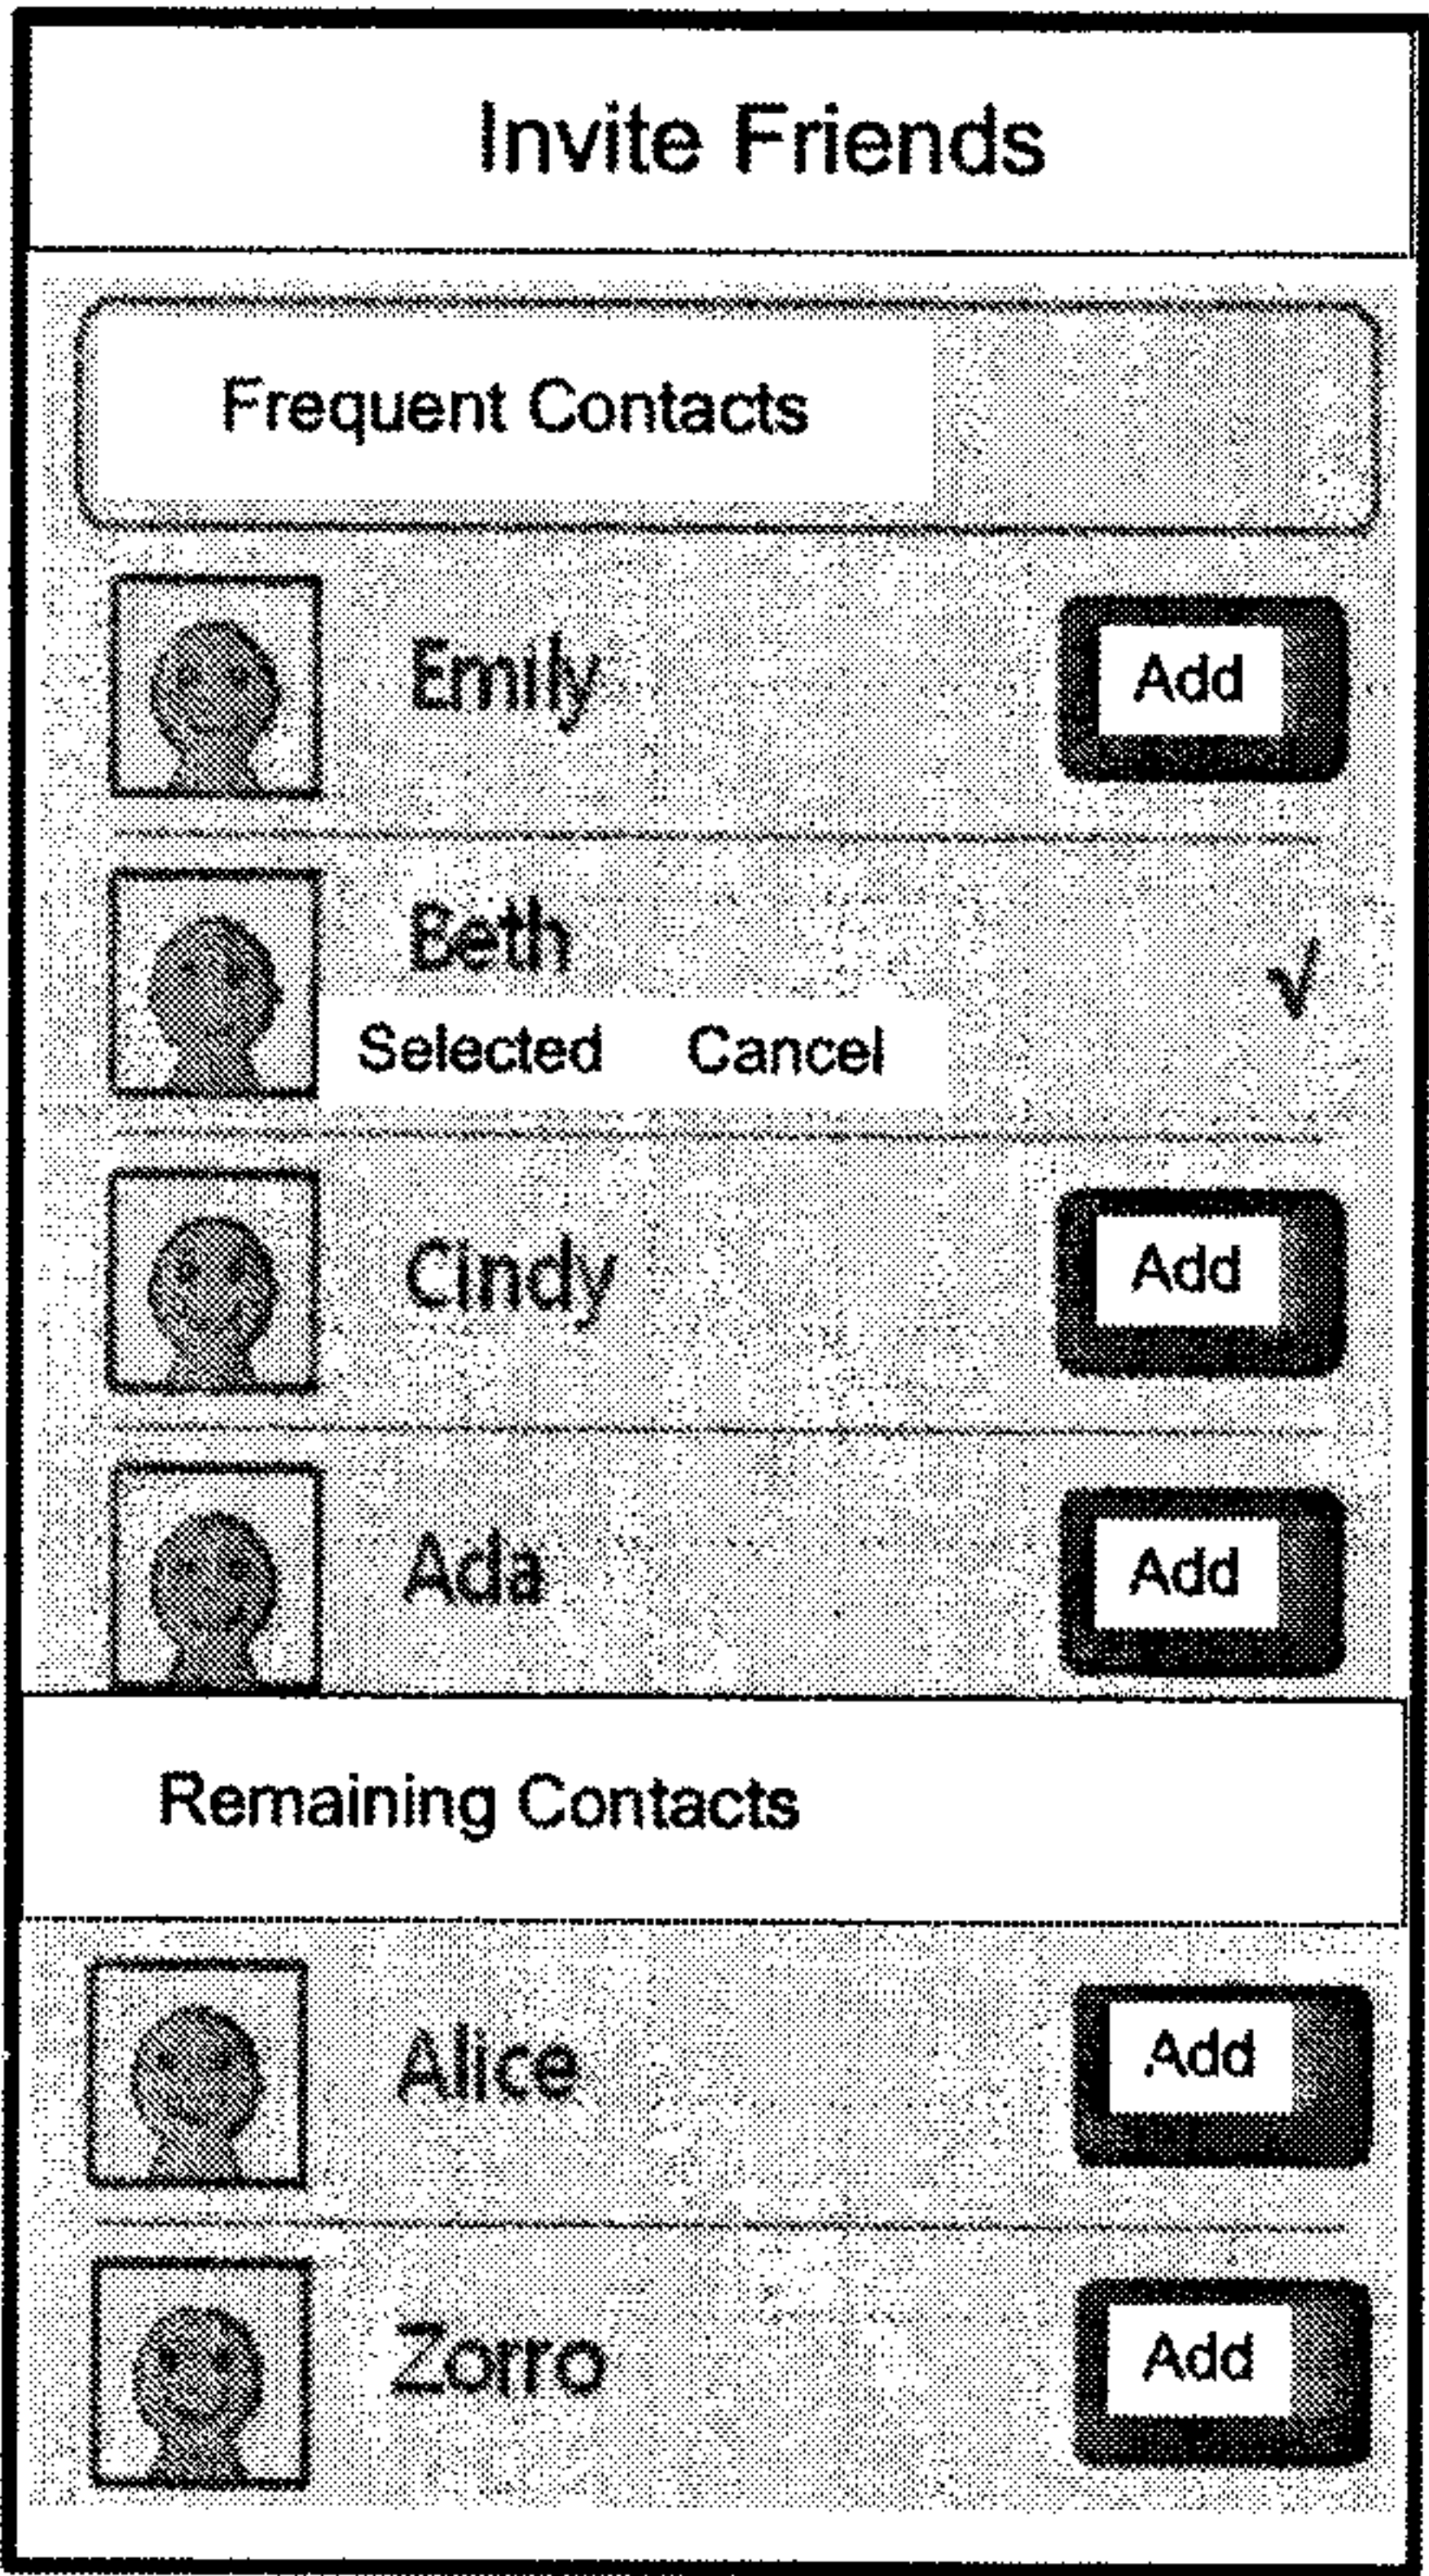 Invite Friends
Frequent Contacts
Emily Add
Beth √
Selected Cancel
Cindy Add
Ada Add
Remaining Contacts
Alice Add
Zorro Add